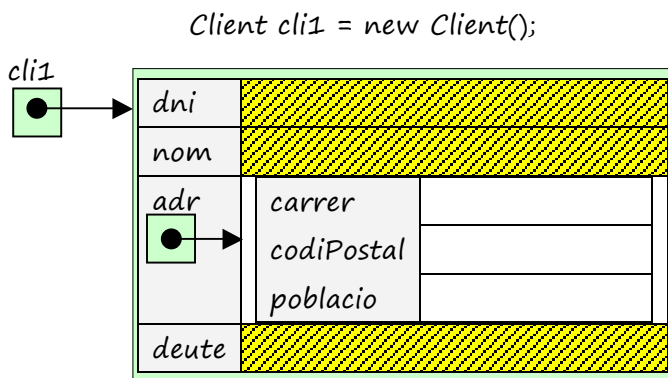 Client cli1 = new Client();
cli1
dni
nom
adr
carrer
codiPostal
poblacio
deute